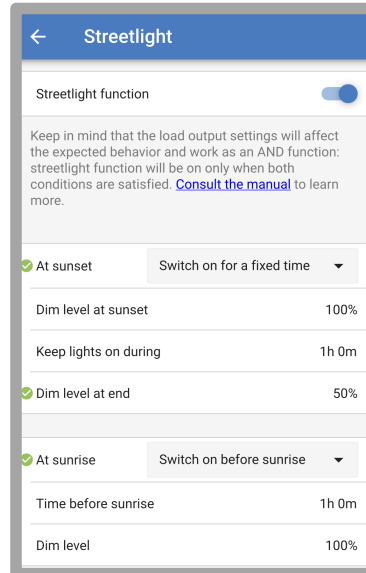 Streetlight
Streetlight function
Keep in mind that the load output settings will affect
the expected behavior and work as an AND function:
streetlight function will be on only when both
conditions are satisfied. Consult the manual to learn
more.
At sunset Switch on for a fixed time
Dim level at sunset 100%
Keep lights on during 1h 0m
Dim level at end 50%
At sunrise Switch on before sunrise
Time before sunrise 1h 0m
Dim level 100%